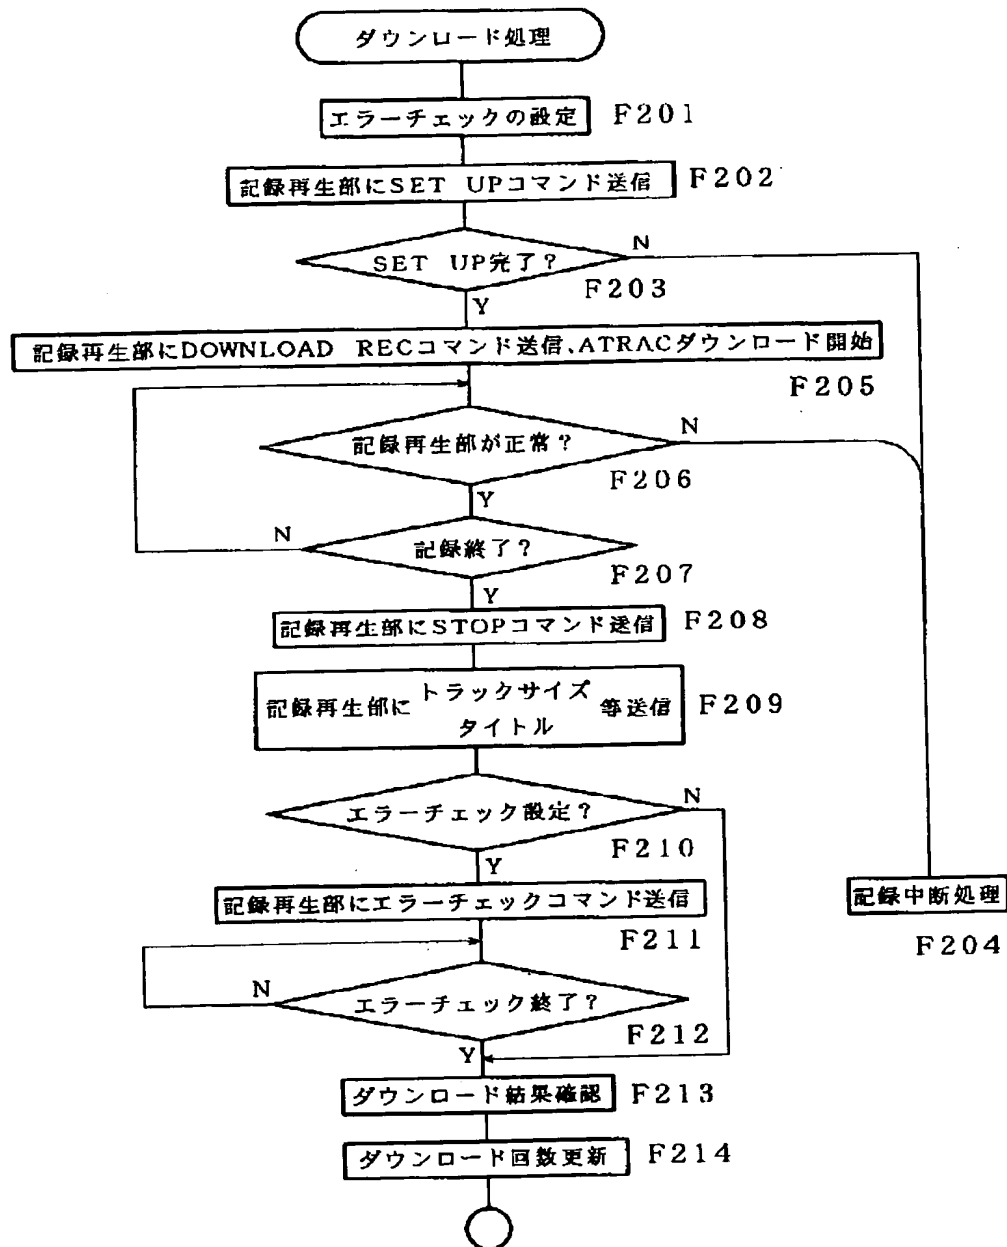 ダウンロード処理
エラーチェックの設定 F201
記録再生部にSET UPコマンド送信 F202
N
SET UP完了?
F203
Y
記録再生部にDOWNLOAD RECコマンド送信、ATRACダウンロード開始
F205
N
記録再生部が正常?
F206
Y
N
記録終了?
F207
Y
記録再生部にSTOPコマンド送信 F208
記録再生部に トラックサイズ タイトル 等送信 F209
N
エラーチェック設定?
F210
Y
記録再生部にエラーチェックコマンド送信
F211
記録中断処理
F204
N
エラーチェック終了?
F212
Y
ダウンロード結果確認 F213
ダウンロード回数更新 F214